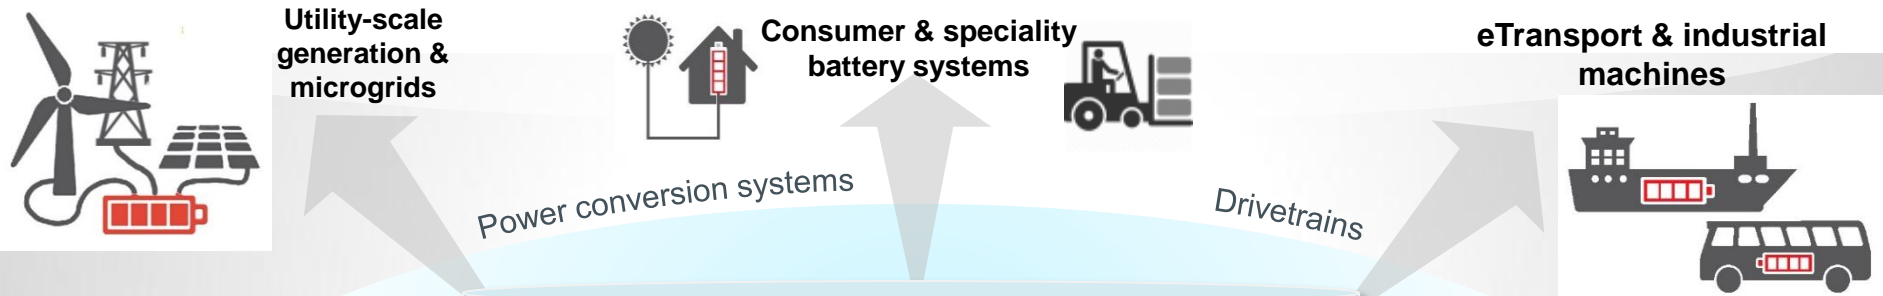 Utility-scale
generation &
microgrids
Consumer & speciality
battery systems
eTransport & industrial
machines
Power conversion systems
Drivetrains